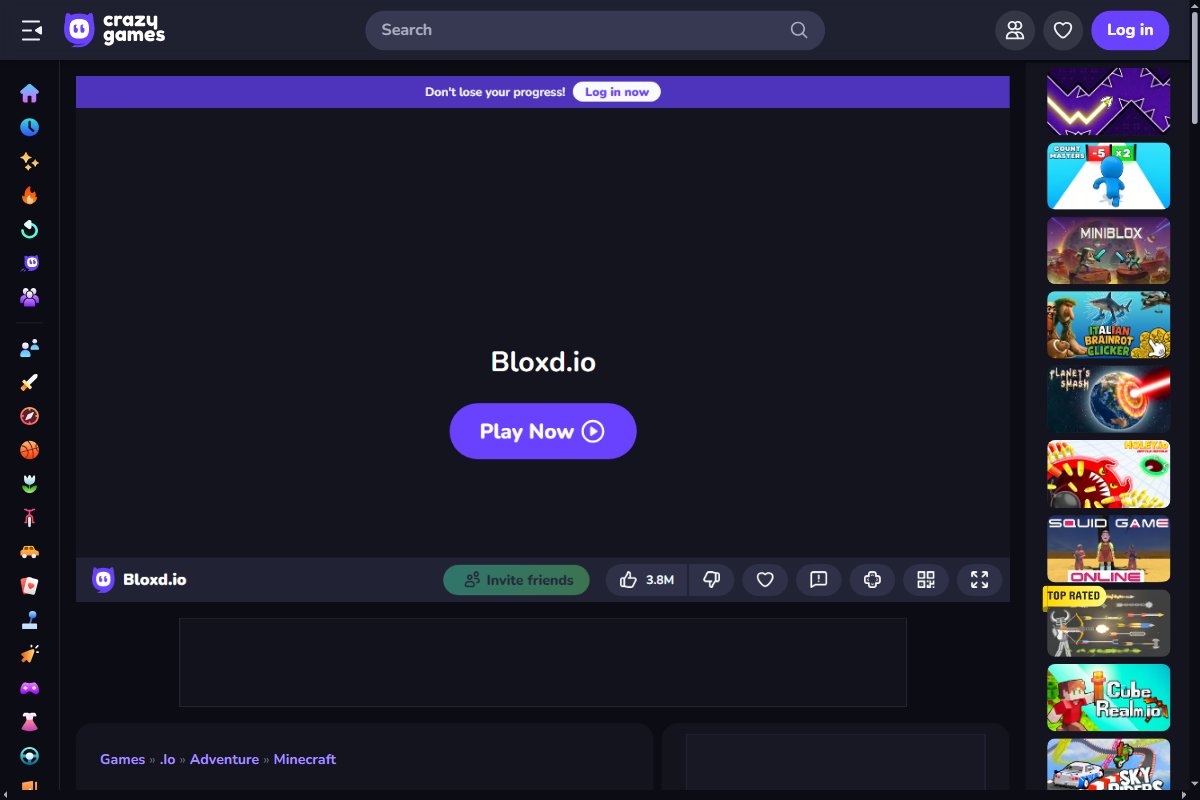 crazy
games
Search
Log in
Don't lose your progress!
Log in now
Bloxd.io
Play Now
Bloxd.io
Invite friends
3.8M
Games » .Io » Adventure » Minecraft
COUNT
MASTERS
-5
x2
MINIBLOX
ITALIAN
BRAINROT
CLICKER
PLANET'S
SMASH
HOLEY.IO
SQUID GAME
ONLINE
TOP RATED
Cube
Realm.io
SKY
RIDERS